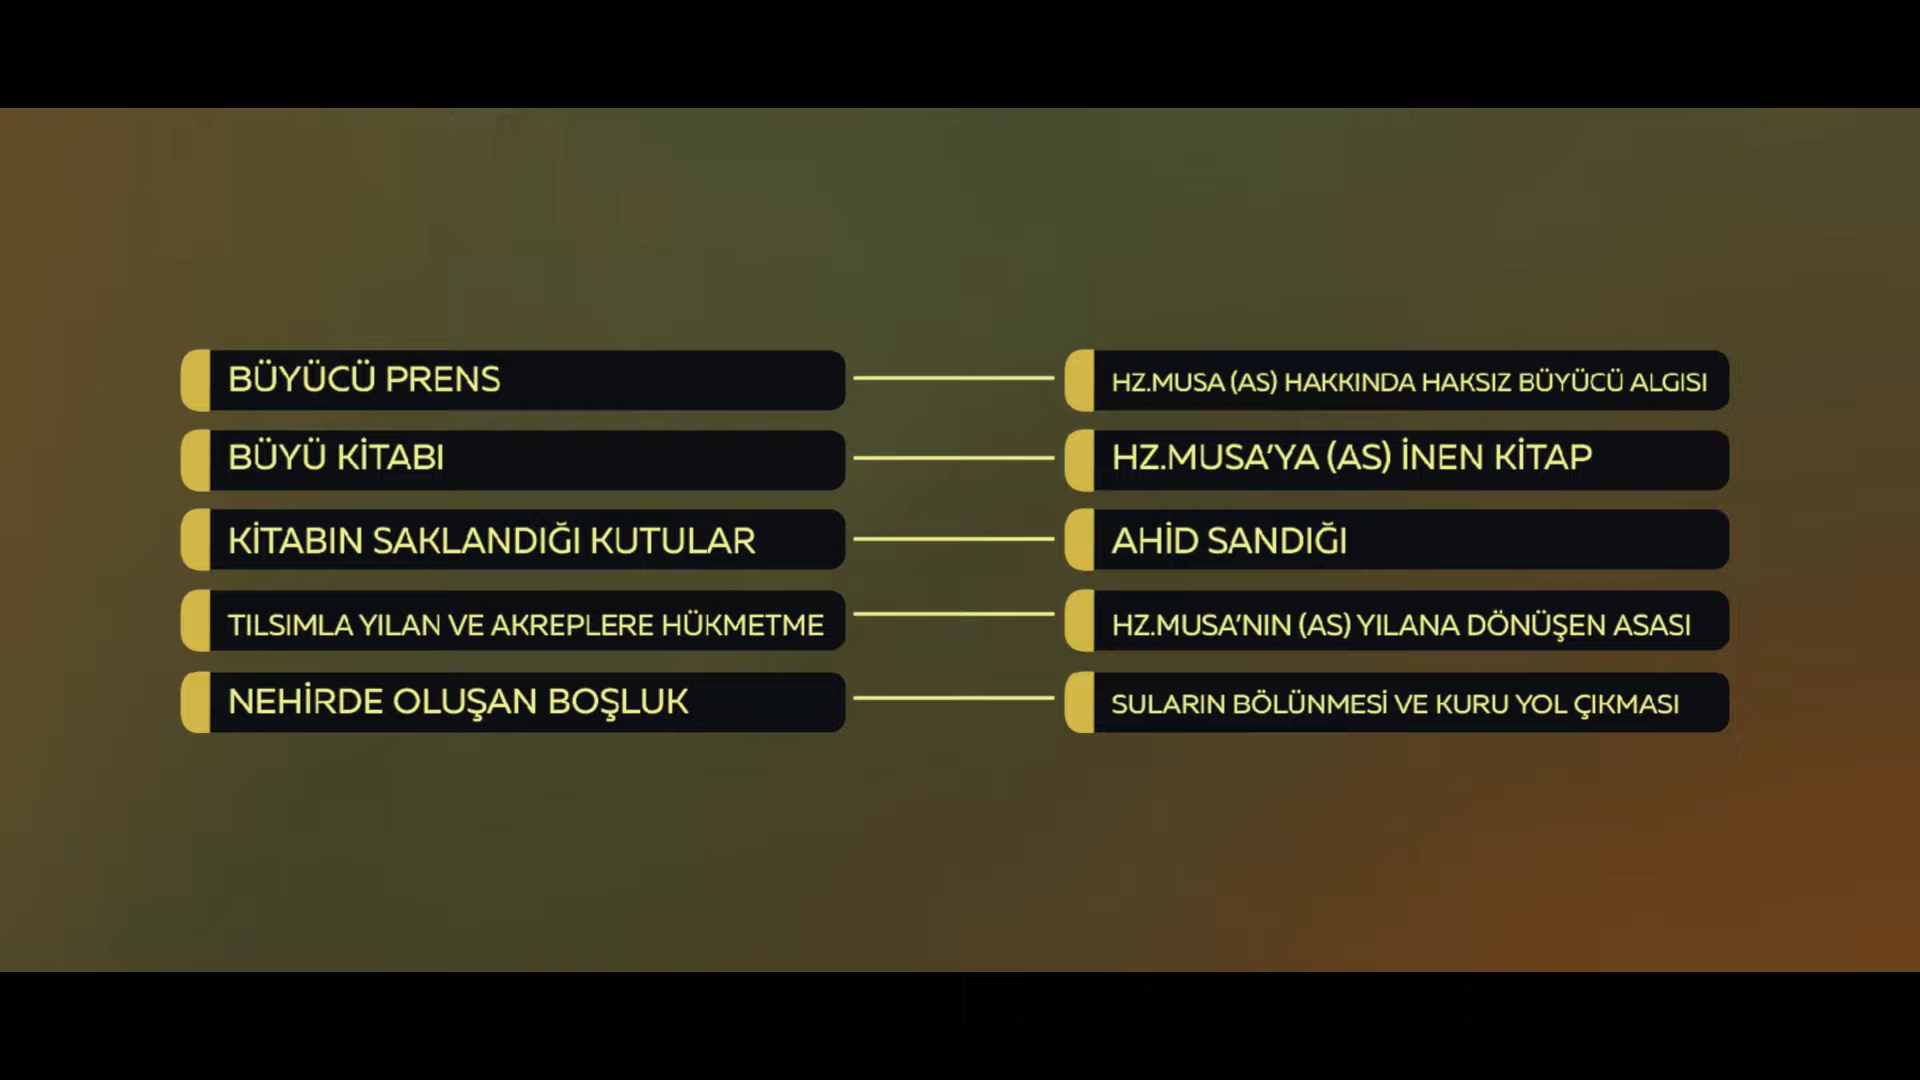 BÜYÜCÜ PRENS
HZ.MUSA (AS) HAKKINDA HAKSIZ BÜYÜCÜ ALGISI
BÜYÜ KİTABI
HZ.MUSA'YA (AS) İNEN KİTAP
KİTABIN SAKLANDIĞI KUTULAR
AHİD SANDIĞI
TILSIMLA YILAN VE AKREPLERE HÜKMETME
HZ.MUSA'NIN (AS) YILANA DÖNÜŞEN ASASI
NEHİRDE OLUŞAN BOŞLUK
SULARIN BÖLÜNMESİ VE KURU YOL ÇIKMASI